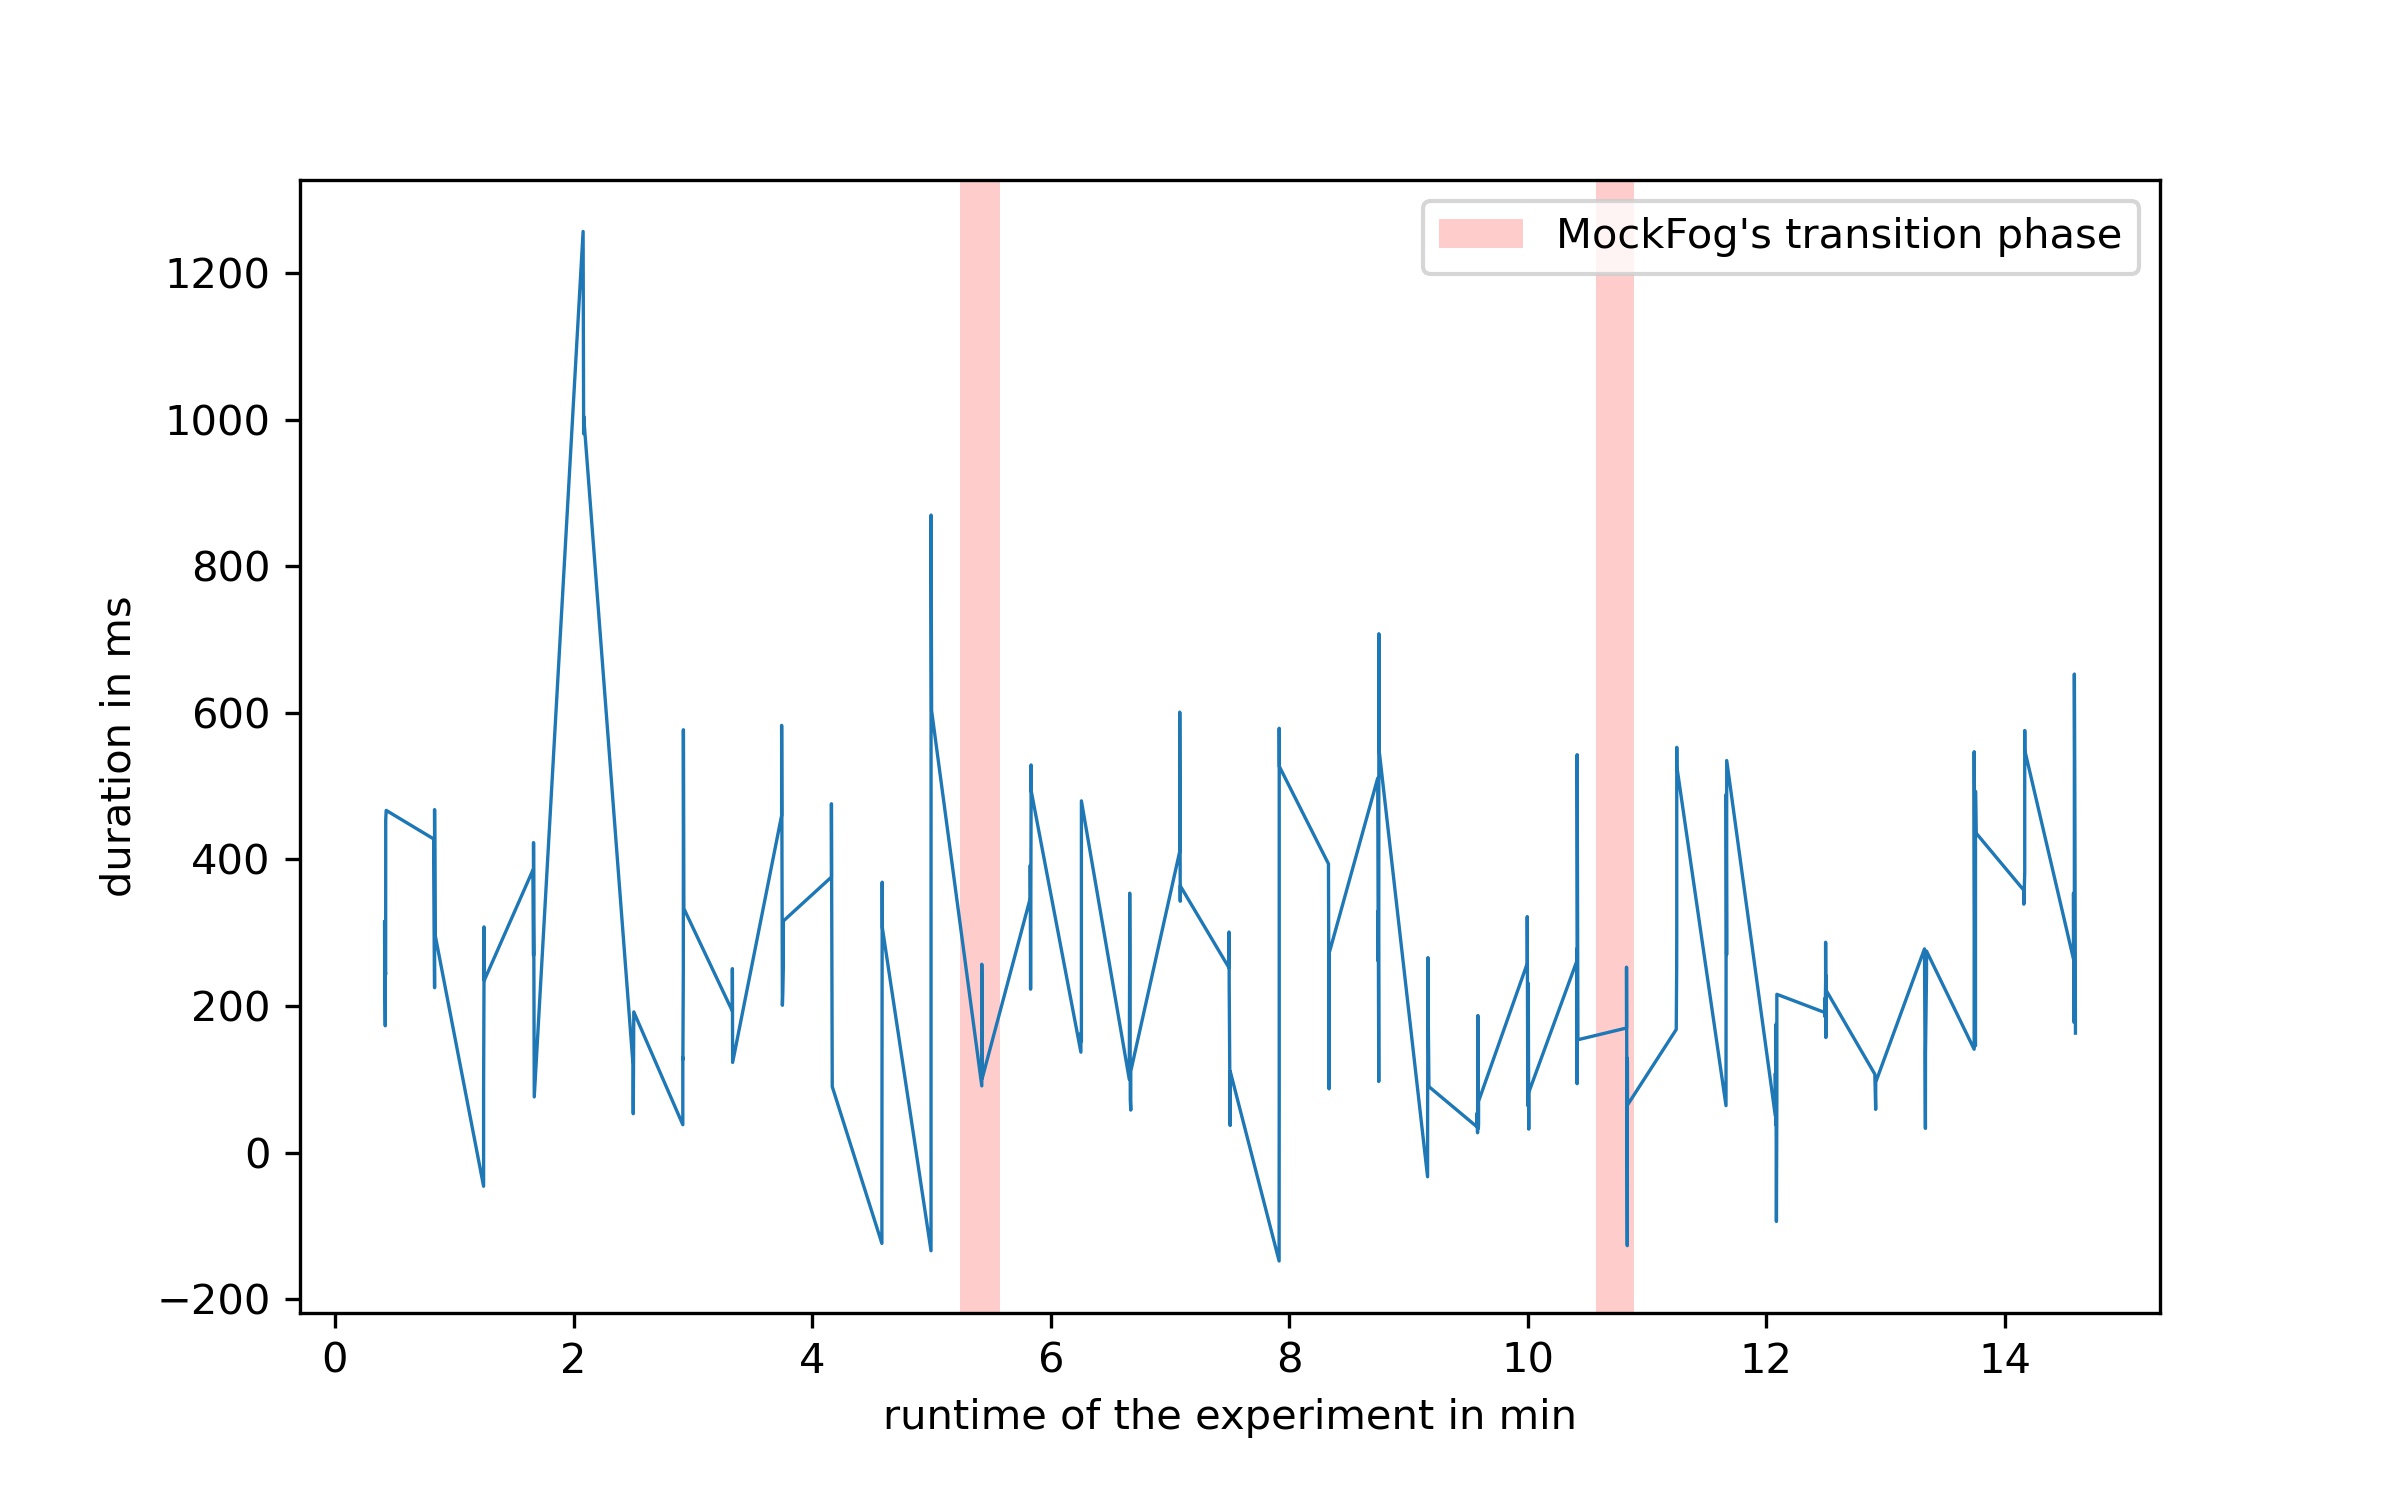 MockFog's transition phase
1200
1000
800
600
400
200
0
−200
duration in ms
0 2 4 6 8 10 12 14
runtime of the experiment in min